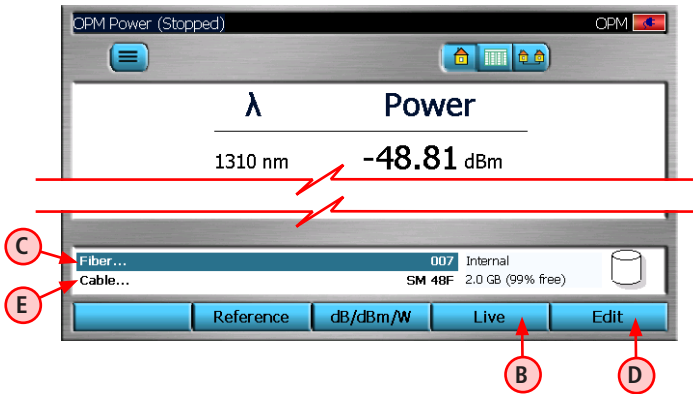 OPM Power (Stopped) OPM
λ Power
1310 nm -48.81 dBm
C
Fiber... 007 Internal
Cable... SM 48F 2.0 GB (99% free)
E
Reference dB/dBm/W Live Edit
B D